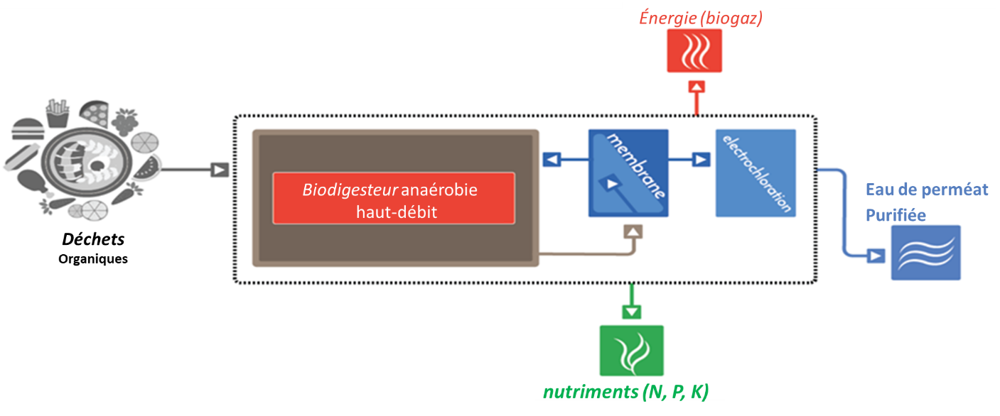 Énergie (biogaz)
membrane
electrochloration
Biodigesteur anaérobie
haut-débit
Eau de perméat
Purifiée
Déchets
Organiques
nutriments (N, P, K)